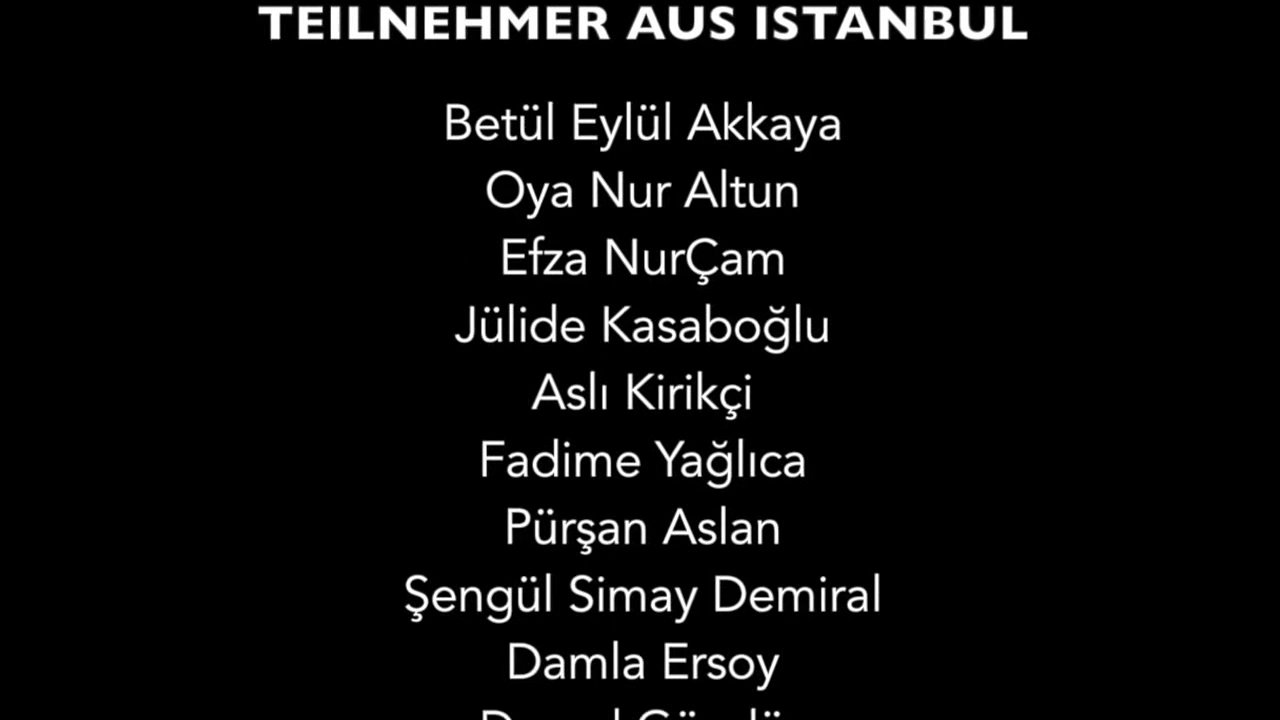 TEILNEHMER AUS ISTANBUL
Betül Eylül Akkaya
Oya Nur Altun
Efza NurÇam
Jülide Kasaboğlu
Aslı Kirikçi
Fadime Yağlıca
Pürşan Aslan
Şengül Simay Demiral
Damla Ersoy